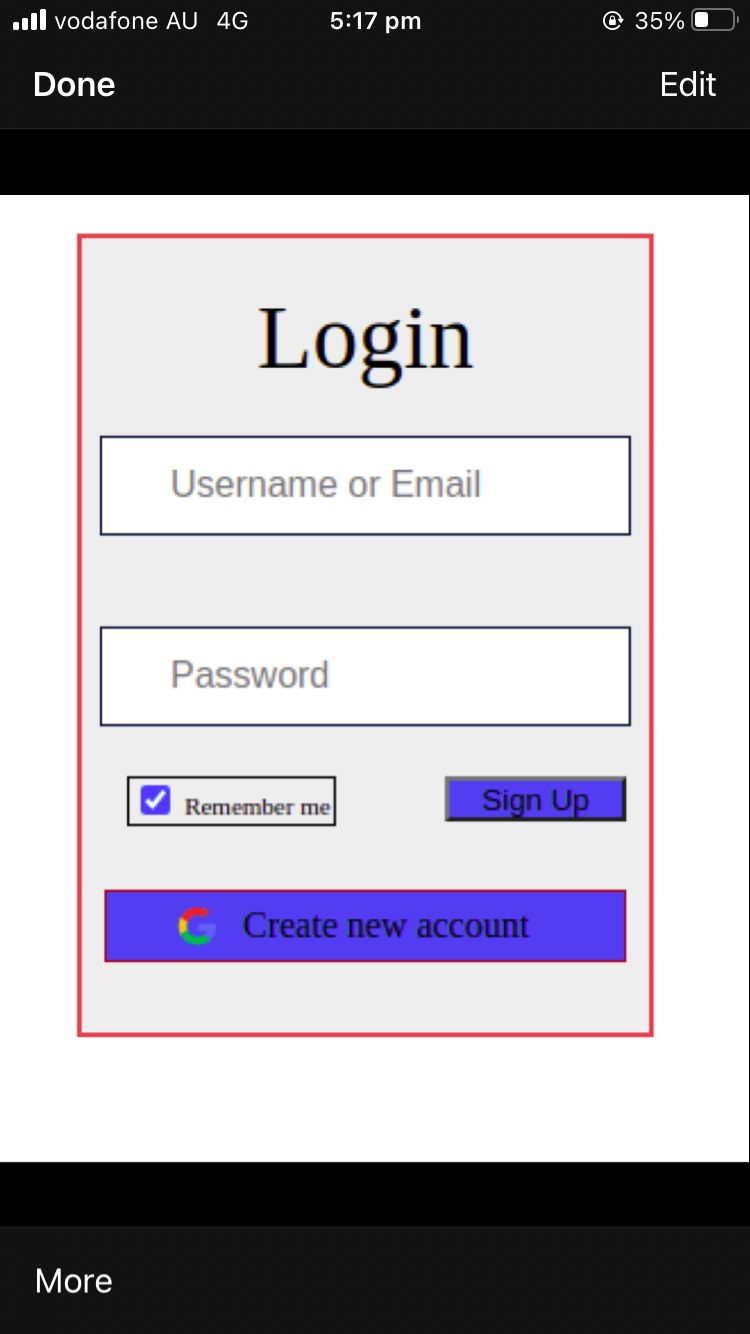 vodafone AU 4G 5:17 pm 35%
Done Edit
Login
Username or Email
Password
Remember me Sign Up
G Create new account
More